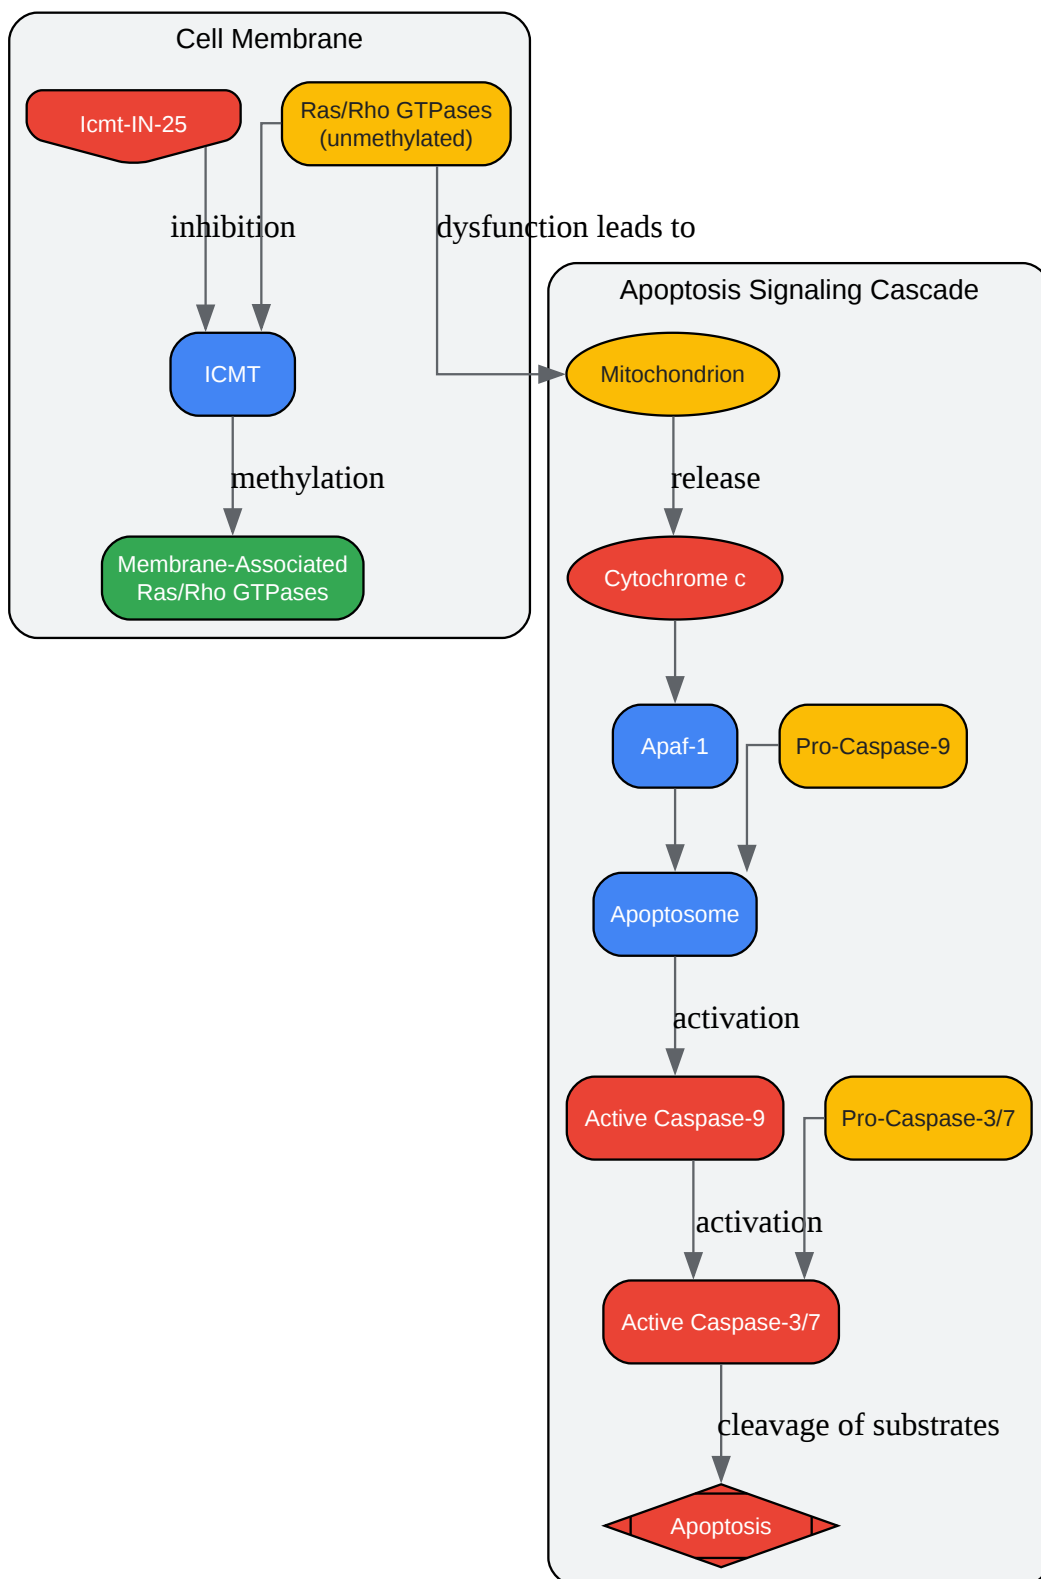 Cell Membrane
Icmt-IN-25
Ras/Rho GTPases
(unmethylated)
inhibition
dysfunction leads to
Apoptosis Signaling Cascade
ICMT
Mitochondrion
methylation
release
Membrane-Associated
Ras/Rho GTPases
Cytochrome c
Apaf-1
Pro-Caspase-9
Apoptosome
activation
Active Caspase-9
Pro-Caspase-3/7
activation
Active Caspase-3/7
cleavage of substrates
Apoptosis